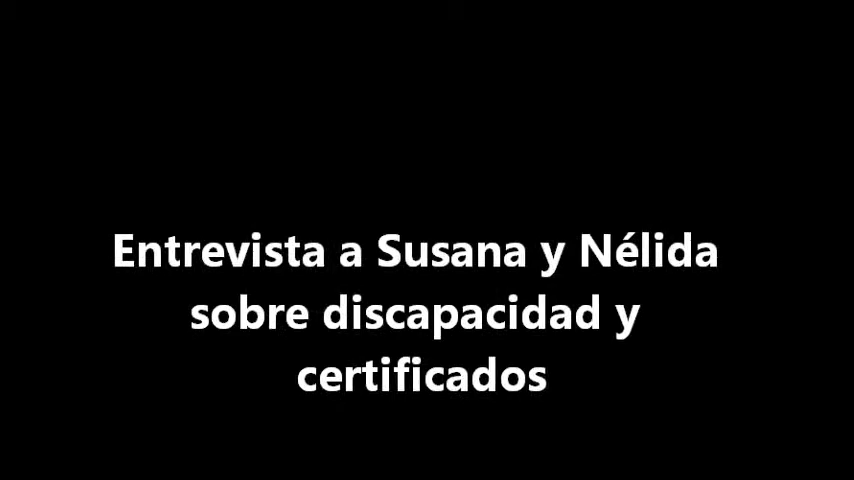 Entrevista a Susana y Nélida
sobre discapacidad y
certificados